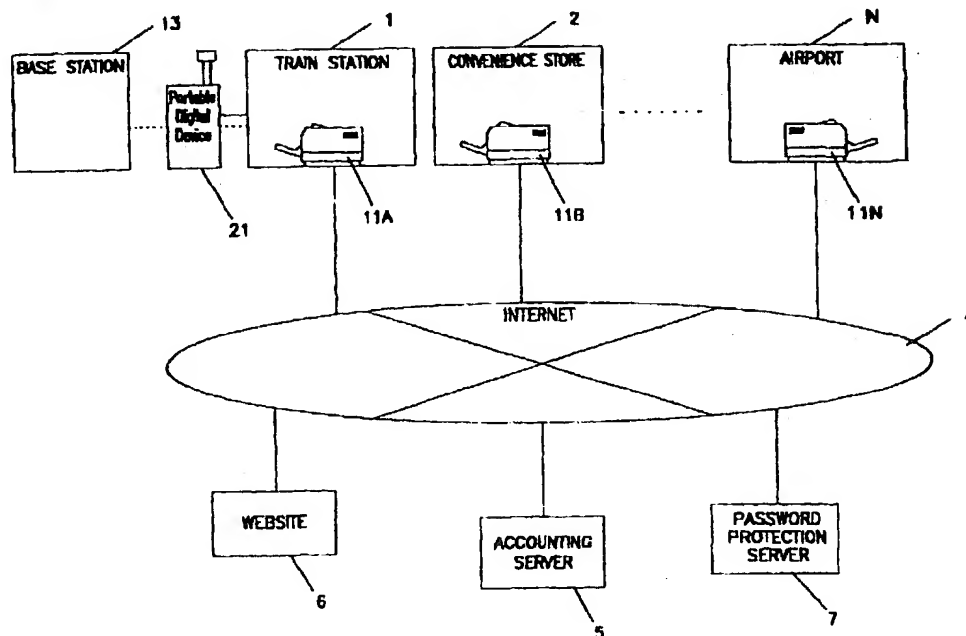 13
1
2
N
BASE STATION
TRAIN STATION
CONVENIENCE STORE
AIRPORT
Portable
Digital
Device
21
11A
11B
11N
INTERNET
WEBSITE
ACCOUNTING
SERVER
PASSWORD
PROTECTION
SERVER
6
5
7